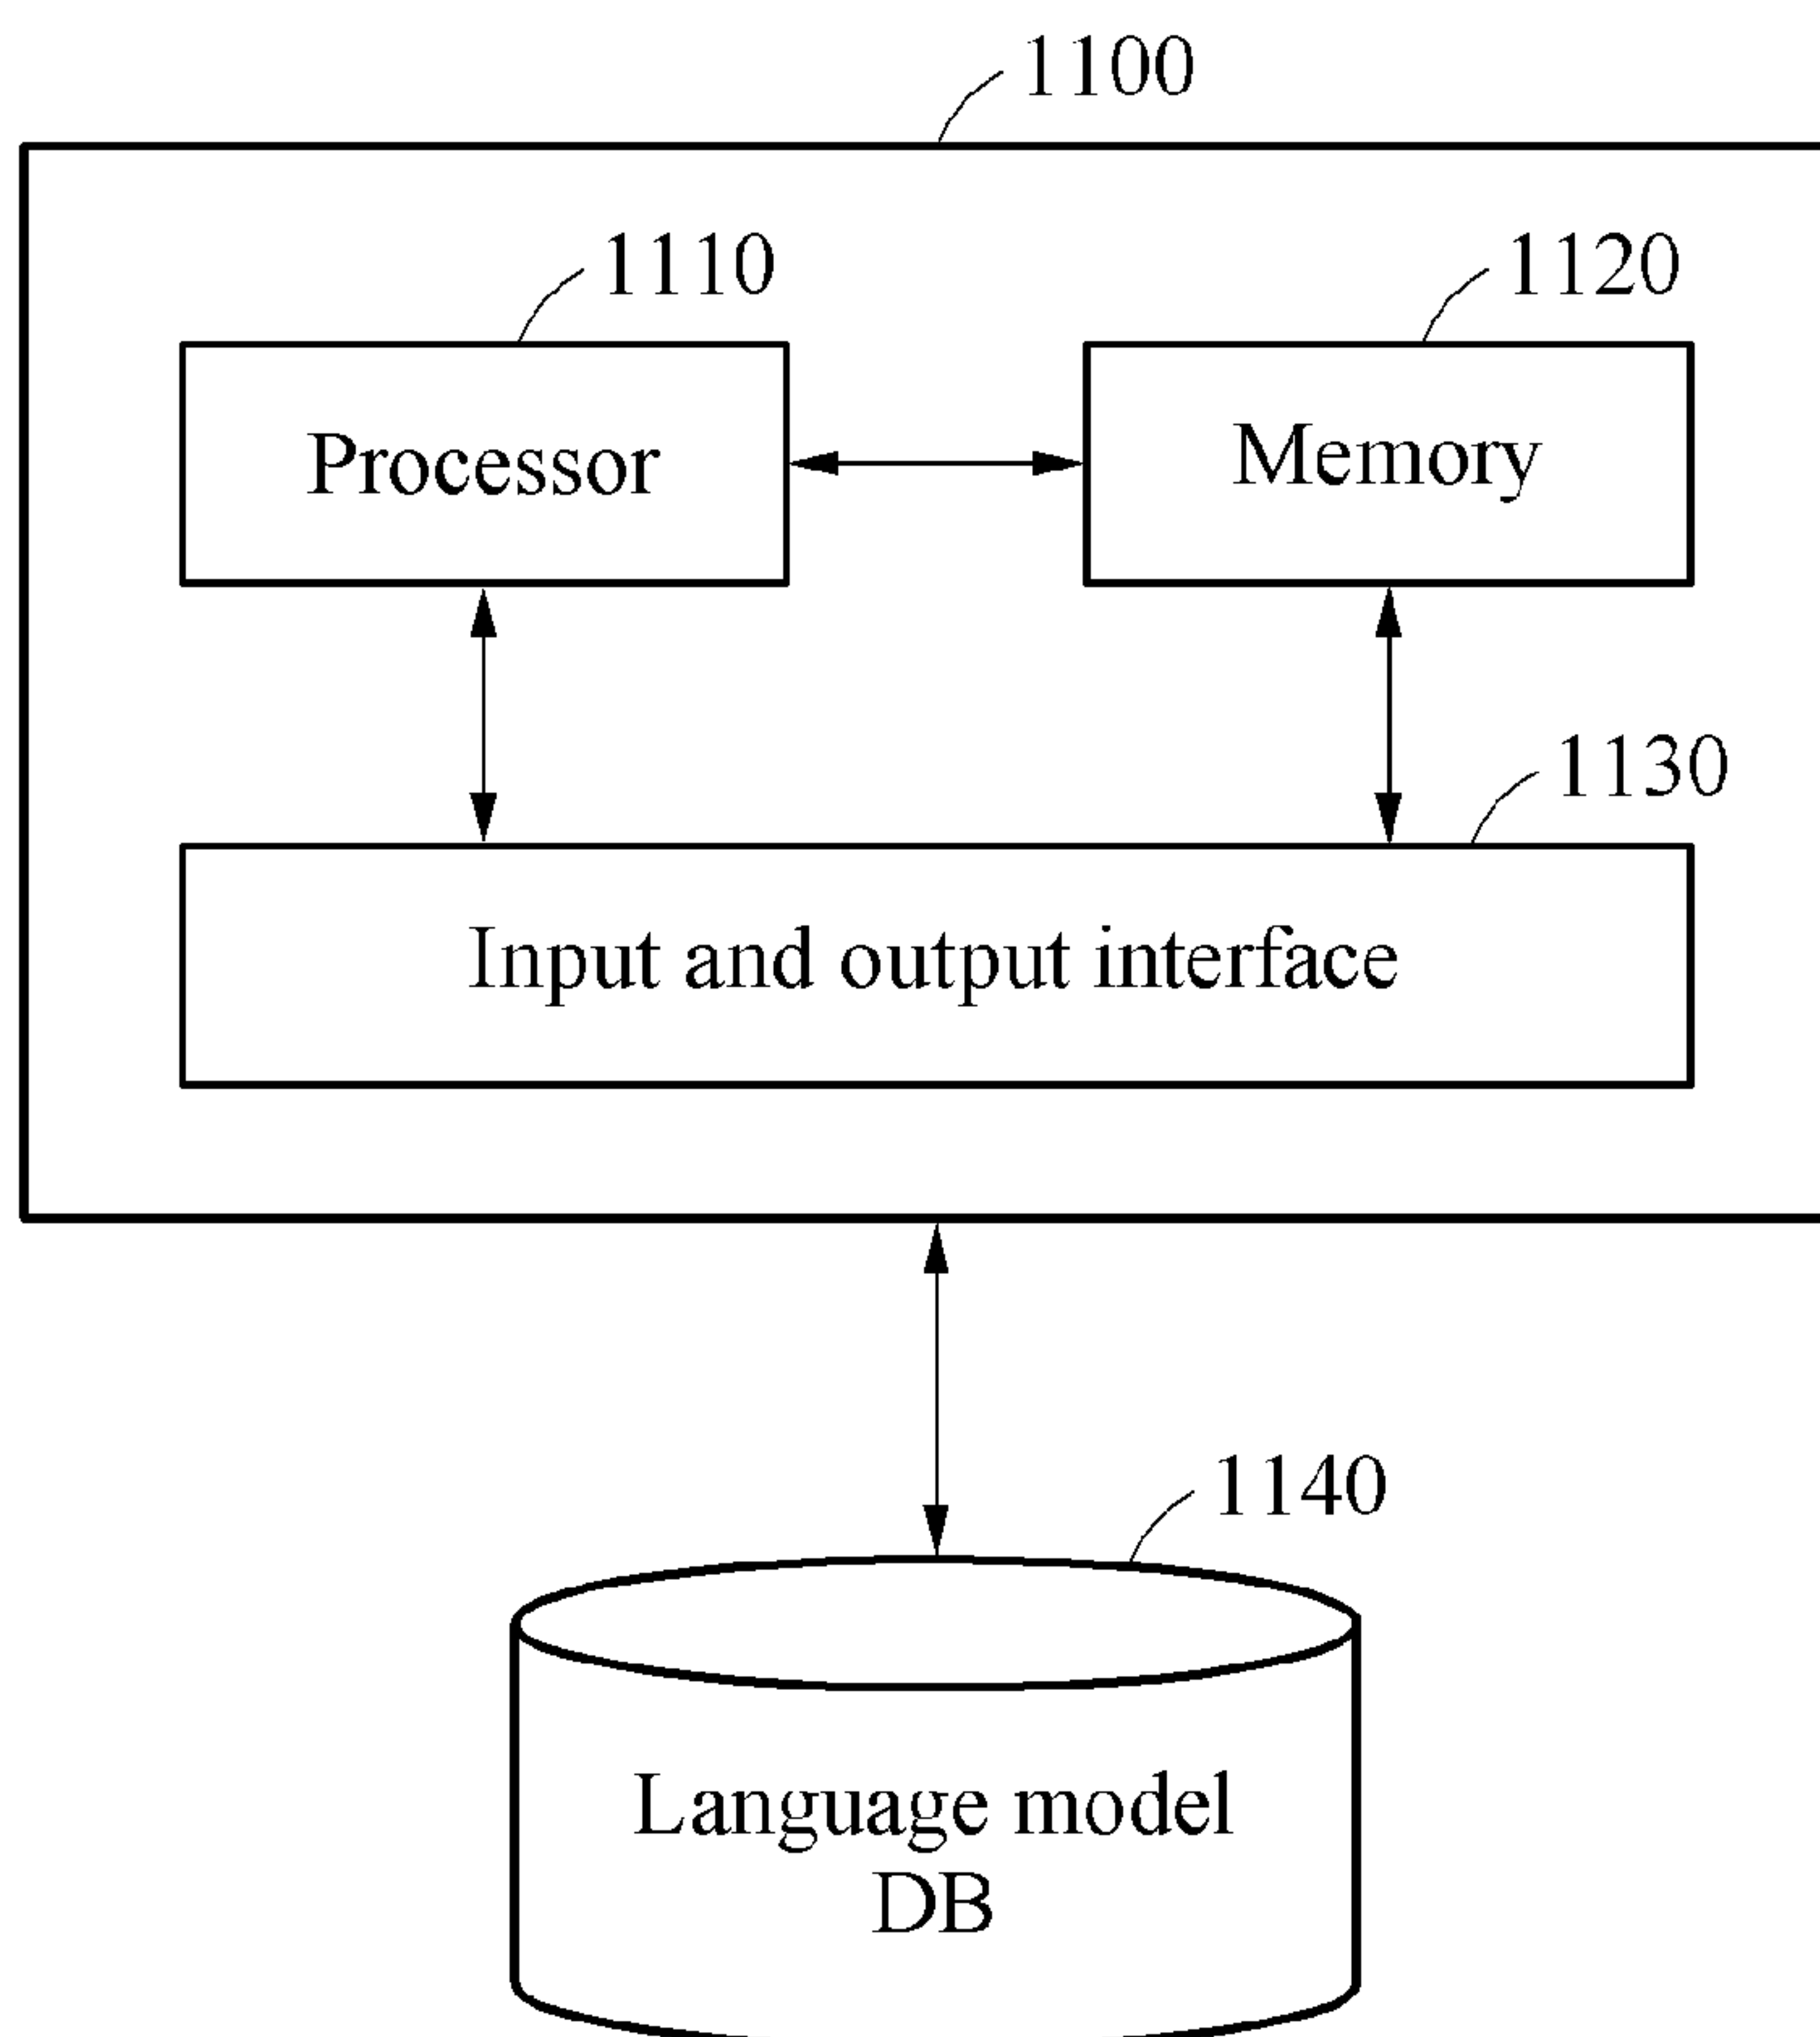 1100
1110
1120
Processor
Memory
1130
Input and output interface
1140
Language model
DB